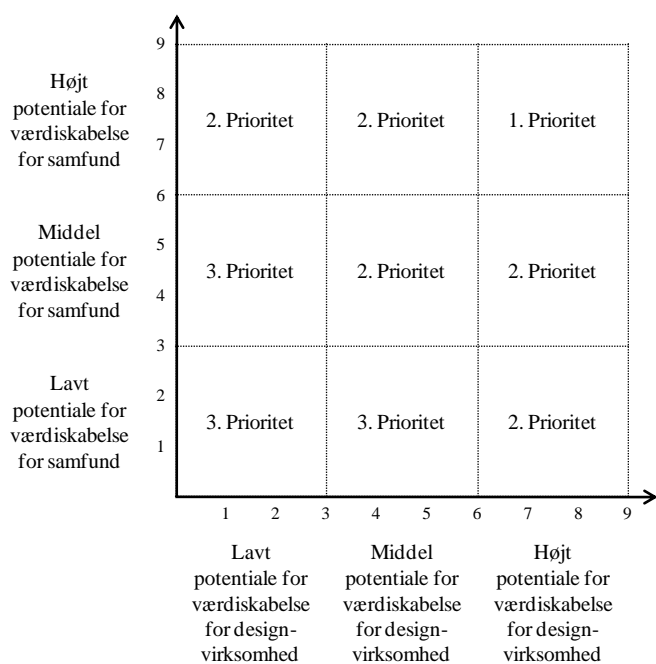 9
Højt
potentiale for
værdiskabelse
for samfund
8
7
2. Prioritet
2. Prioritet
1. Prioritet
6
Middel
potentiale for
værdiskabelse
for samfund
5
4
3. Prioritet
2. Prioritet
2. Prioritet
3
Lavt
potentiale for
værdiskabelse
for samfund
2
1
3. Prioritet
3. Prioritet
2. Prioritet
1 2 3 4 5 6 7 8 9
Lavt
potentiale for
værdiskabelse
for design-
virksomhed
Middel
potentiale for
værdiskabelse
for design-
virksomhed
Højt
potentiale for
værdiskabelse
for design-
virksomhed